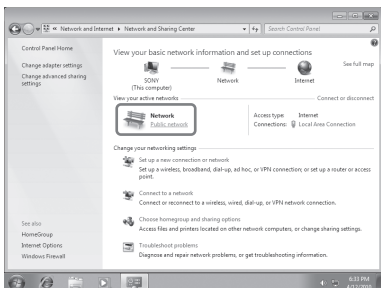 « Network and Internet ▸ Network and Sharing Center
Search Control Panel
Control Panel Home
Change adapter settings
Change advanced sharing
settings
View your basic network information and set up connections
See full map
SONY
(This computer)
Network
Internet
View your active networks
Connect or disconnect
Network
Public network
Access type: Internet
Connections: Local Area Connection
Change your networking settings
Set up a new connection or network
Set up a wireless, broadband, dial-up, ad hoc, or VPN connection; or set up a router or access
point.
Connect to a network
Connect or reconnect to a wireless, wired, dial-up, or VPN network connection.
Choose homegroup and sharing options
Access files and printers located on other network computers, or change sharing settings.
Troubleshoot problems
Diagnose and repair network problems, or get troubleshooting information.
See also
HomeGroup
Internet Options
Windows Firewall
6:33 PM
4/12/2010